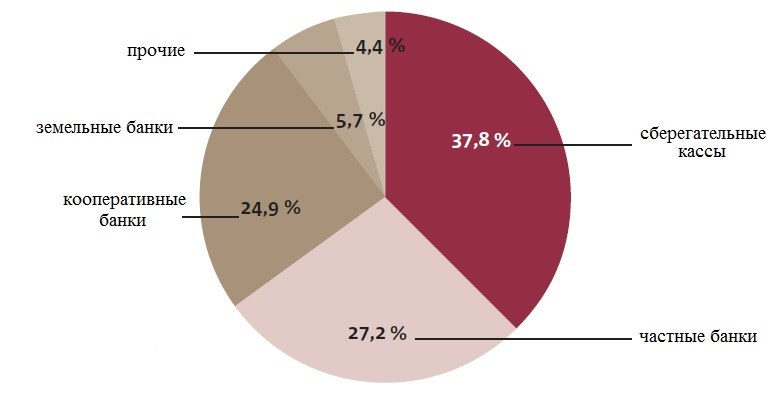 прочие
4,4 %
земельные банки
5,7 %
37,8 %
сберегательные
кассы
кооперативные
банки
24,9 %
27,2 %
частные банки